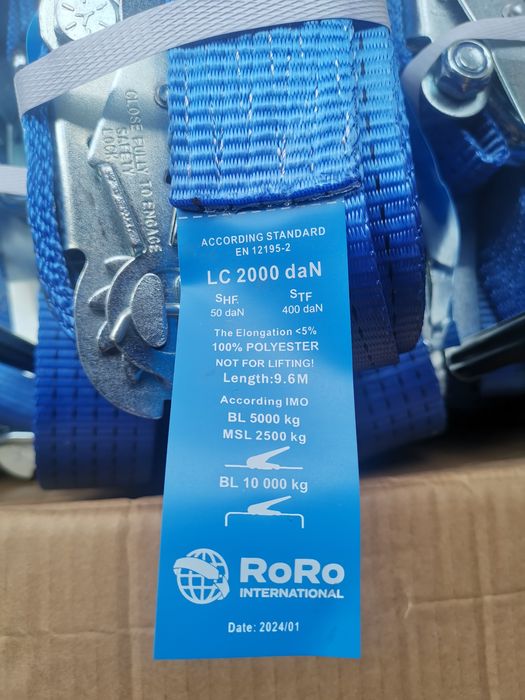 CLOSE FULLY TO ENGAGE
SAFETY
LOCK
ACCORDING STANDARD
EN 12195-2
LC 2000 daN
SHF STF
50 daN 400 daN
The Elongation <5%
100% POLYESTER
NOT FOR LIFTING!
Length:9.6M
According IMO
BL 5000 kg
MSL 2500 kg
BL 10 000 kg
RoRo
INTERNATIONAL
Date: 2024/01